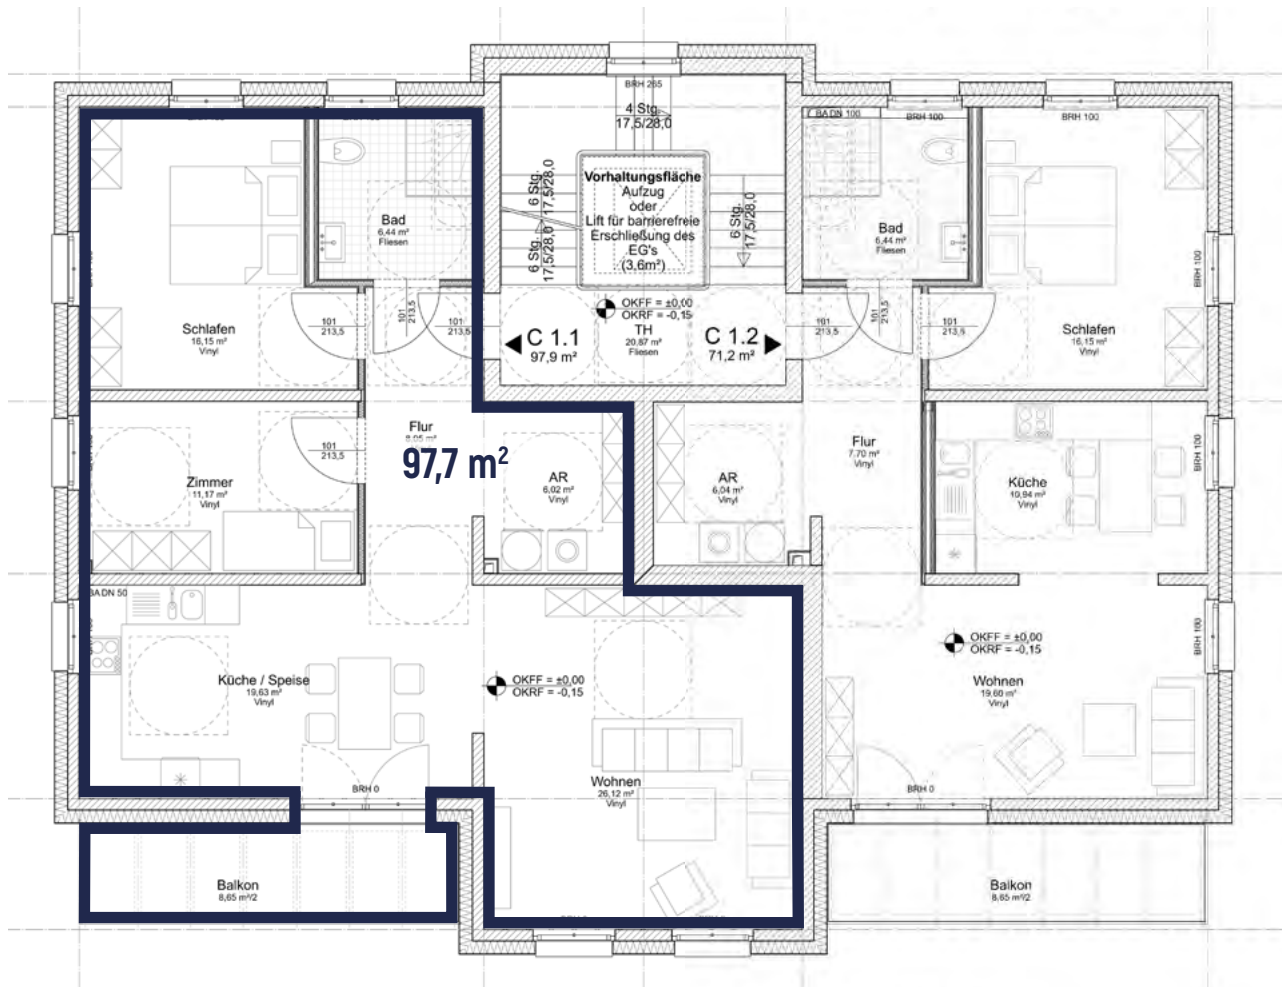 BRH 265
4 Stg.
17,5/28,0
BA DN 100
BRH 100
BRH 100
Vorhaltungsfläche
Aufzug
oder
Lift für barrierefreie
Erschließung des
EG's
(3,6m²)
6 Stg.
17,5/28,0
6 Stg.
17,5/28,0
6 Stg.
17,5/28,0
Bad
6,44 m²
Fliesen
Bad
6,44 m²
Fliesen
BRH 100
OKFF = ±0,00
OKRF = -0,15
TH
20,87 m²
Fliesen
C 1.1
97,9 m²
C 1.2
71,2 m²
101
213,5
101
213,5
101
213,5
101
213,5
101
213,5
101
213,5
Schlafen
16,15 m²
Vinyl
Schlafen
16,15 m²
Vinyl
Flur
8,05 m²
97,7 m²
101
213,5
Zimmer
11,17 m²
Vinyl
AR
6,02 m²
Vinyl
AR
6,04 m²
Vinyl
Flur
7,70 m²
Vinyl
Küche
10,94 m²
Vinyl
BRH 100
BA DN 50
BRH 100
Küche / Speise
19,63 m²
Vinyl
OKFF = ±0,00
OKRF = -0,15
OKFF = ±0,00
OKRF = -0,15
Wohnen
19,60 m²
Vinyl
Wohnen
26,12 m²
Vinyl
BRH 0
BRH 0
Balkon
8,65 m²/2
Balkon
8,65 m²/2